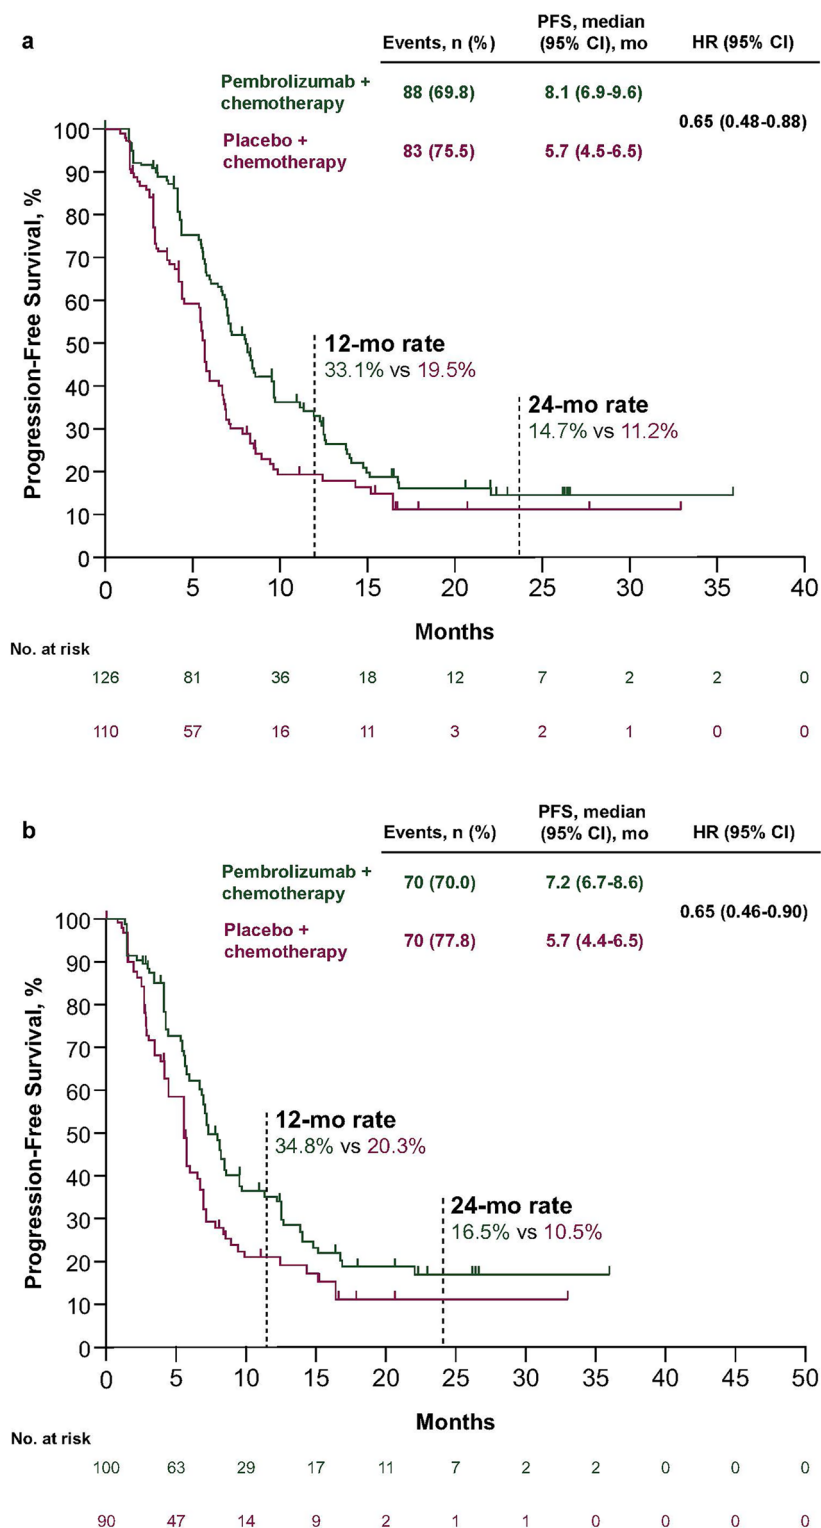 a
Events, n (%)
PFS, median
(95% CI), mo
HR (95% CI)
Pembrolizumab +
chemotherapy
88 (69.8)
8.1 (6.9-9.6)
0.65 (0.48-0.88)
Placebo +
chemotherapy
83 (75.5)
5.7 (4.5-6.5)
Progression-Free Survival, %
100
90
80
70
60
50
40
30
20
10
0
12-mo rate
33.1% vs 19.5%
24-mo rate
14.7% vs 11.2%
0 5 10 15 20 25 30 35 40
Months
No. at risk
126 81 36 18 12 7 2 2 0
110 57 16 11 3 2 1 0 0
b
Events, n (%)
PFS, median
(95% CI), mo
HR (95% CI)
Pembrolizumab +
chemotherapy
70 (70.0)
7.2 (6.7-8.6)
0.65 (0.46-0.90)
Placebo +
chemotherapy
70 (77.8)
5.7 (4.4-6.5)
Progression-Free Survival, %
100
90
80
70
60
50
40
30
20
10
0
12-mo rate
34.8% vs 20.3%
24-mo rate
16.5% vs 10.5%
0 5 10 15 20 25 30 35 40 45 50
Months
No. at risk
100 63 29 17 11 7 2 2 0 0 0
90 47 14 9 2 1 1 0 0 0 0